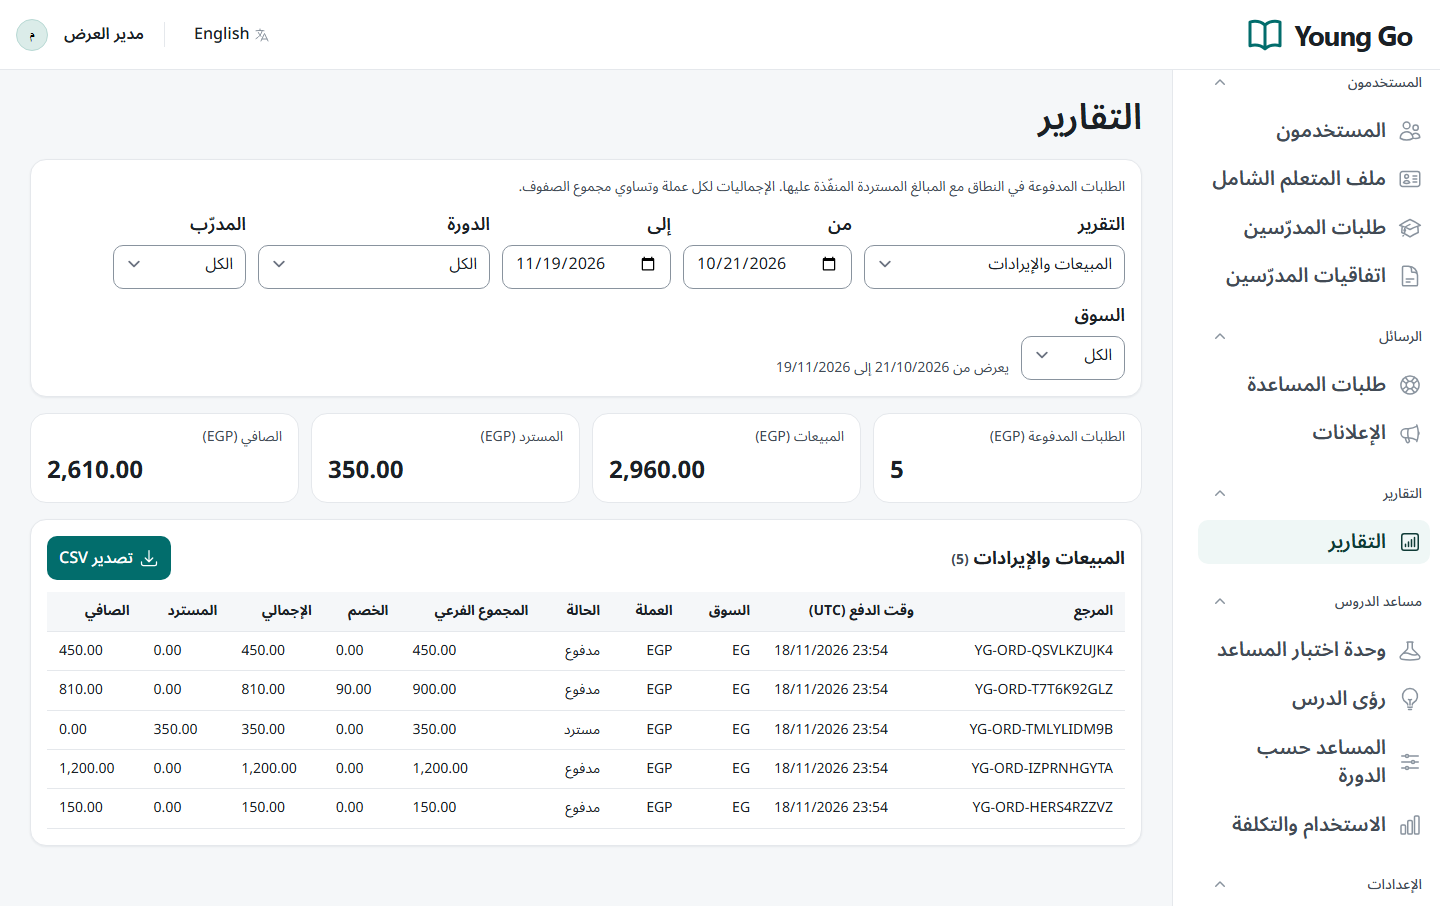 Young Go
English
مدير العرض
م
المستخدمون
المستخدمون
ملف المتعلم الشامل
طلبات المدرّسين
اتفاقيات المدرّسين
الرسائل
طلبات المساعدة
الإعلانات
التقارير
التقارير
مساعد الدروس
وحدة اختبار المساعد
رؤى الدرس
المساعد حسب
الدورة
الاستخدام والتكلفة
الإعدادات
التقارير
الطلبات المدفوعة في النطاق مع المبالغ المستردة المنفّذة عليها. الإجماليات لكل عملة وتساوي مجموع الصفوف.
التقرير من إلى الدورة المدرّب
المبيعات والإيرادات 10/21/2026 11/19/2026 الكل الكل
السوق
الكل
يعرض من 21/10/2026 إلى 19/11/2026
الطلبات المدفوعة (EGP)
5
المبيعات (EGP)
2,960.00
المسترد (EGP)
350.00
الصافي (EGP)
2,610.00
المبيعات والإيرادات (5)
تصدير CSV
المرجع وقت الدفع (UTC) السوق العملة الحالة المجموع الفرعي الخصم الإجمالي المسترد الصافي
YG-ORD-QSVLKZUJK4 18/11/2026 23:54 EG EGP مدفوع 450.00 0.00 450.00 0.00 450.00
YG-ORD-T7T6K92GLZ 18/11/2026 23:54 EG EGP مدفوع 900.00 90.00 810.00 0.00 810.00
YG-ORD-TMLYLIDM9B 18/11/2026 23:54 EG EGP مسترد 350.00 0.00 350.00 350.00 0.00
YG-ORD-IZPRNHGYTA 18/11/2026 23:54 EG EGP مدفوع 1,200.00 0.00 1,200.00 0.00 1,200.00
YG-ORD-HERS4RZZVZ 18/11/2026 23:54 EG EGP مدفوع 150.00 0.00 150.00 0.00 150.00